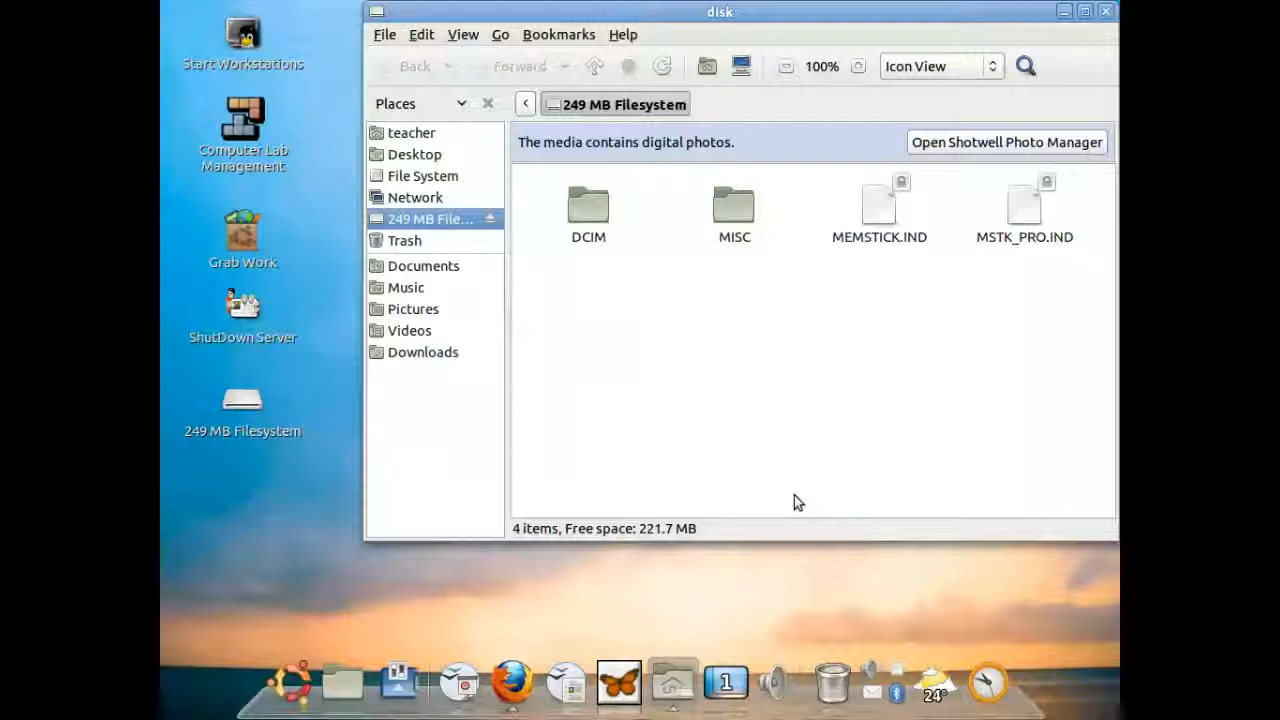 disk
File Edit View Go Bookmarks Help
Back Forward 100% Icon View
Places 249 MB Filesystem
The media contains digital photos. Open Shotwell Photo Manager
teacher
Desktop
File System
Network
249 MB File...
Trash
Documents
Music
Pictures
Videos
Downloads
DCIM MISC MEMSTICK.IND MSTK_PRO.IND
4 items, Free space: 221.7 MB
Start Workstations
Computer Lab
Management
Grab Work
ShutDown Server
249 MB Filesystem
1
24°